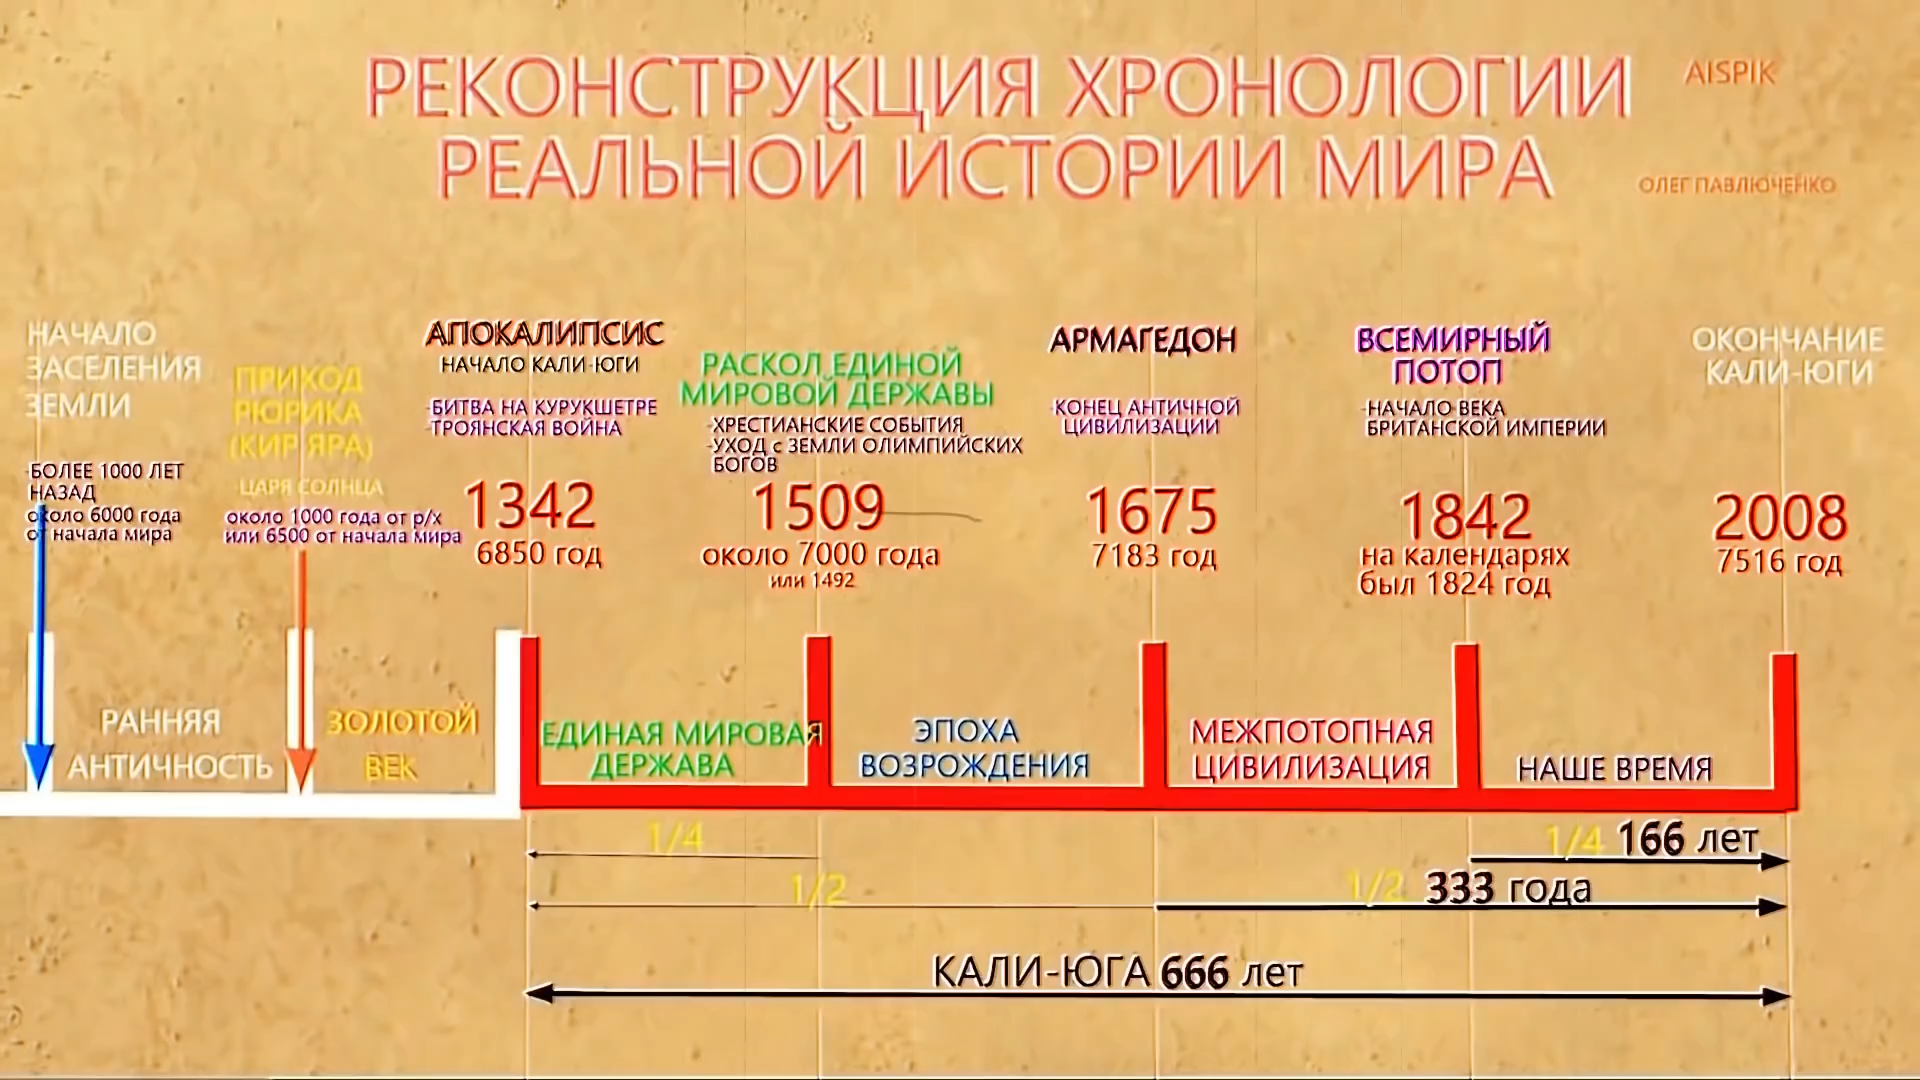 РЕКОНСТРУКЦИЯ ХРОНОЛОГИИ
РЕАЛЬНОЙ ИСТОРИИ МИРА
AISPIK
ОЛЕГ ПАВЛЮЧЕНКО
НАЧАЛО
ЗАСЕЛЕНИЯ
ЗЕМЛИ
-БОЛЕЕ 1000 ЛЕТ
НАЗАД
около 6000 года
от начала мира
ПРИХОД
РЮРИКА
(КИР ЯРА)
-ЦАРЯ СОЛНЦА
около 1000 года от р/х
или 6500 от начала мира
АПОКАЛИПСИС
НАЧАЛО КАЛИ-ЮГИ
-БИТВА НА КУРУКШЕТРЕ
ТРОЯНСКАЯ ВОЙНА
1342
6850 год
РАСКОЛ ЕДИНОЙ
МИРОВОЙ ДЕРЖАВЫ
-ХРЕСТИАНСКИЕ СОБЫТИЯ
-УХОД с ЗЕМЛИ ОЛИМПИЙСКИХ
БОГОВ
1509
около 7000 года
или 1492
АРМАГЕДОН
-КОНЕЦ АНТИЧНОЙ
ЦИВИЛИЗАЦИИ
1675
7183 год
ВСЕМИРНЫЙ
ПОТОП
-НАЧАЛО ВЕКА
БРИТАНСКОЙ ИМПЕРИИ
1842
на календарях
был 1824 год
ОКОНЧАНИЕ
КАЛИ-ЮГИ
2008
7516 год
РАННЯЯ
АНТИЧНОСТЬ
ЗОЛОТОЙ
ВЕК
ЕДИНАЯ МИРОВАЯ
ДЕРЖАВА
ЭПОХА
ВОЗРОЖДЕНИЯ
МЕЖПОТОПНАЯ
ЦИВИЛИЗАЦИЯ
НАШЕ ВРЕМЯ
1/4
1/4 166 лет
1/2
1/2 333 года
КАЛИ-ЮГА 666 лет